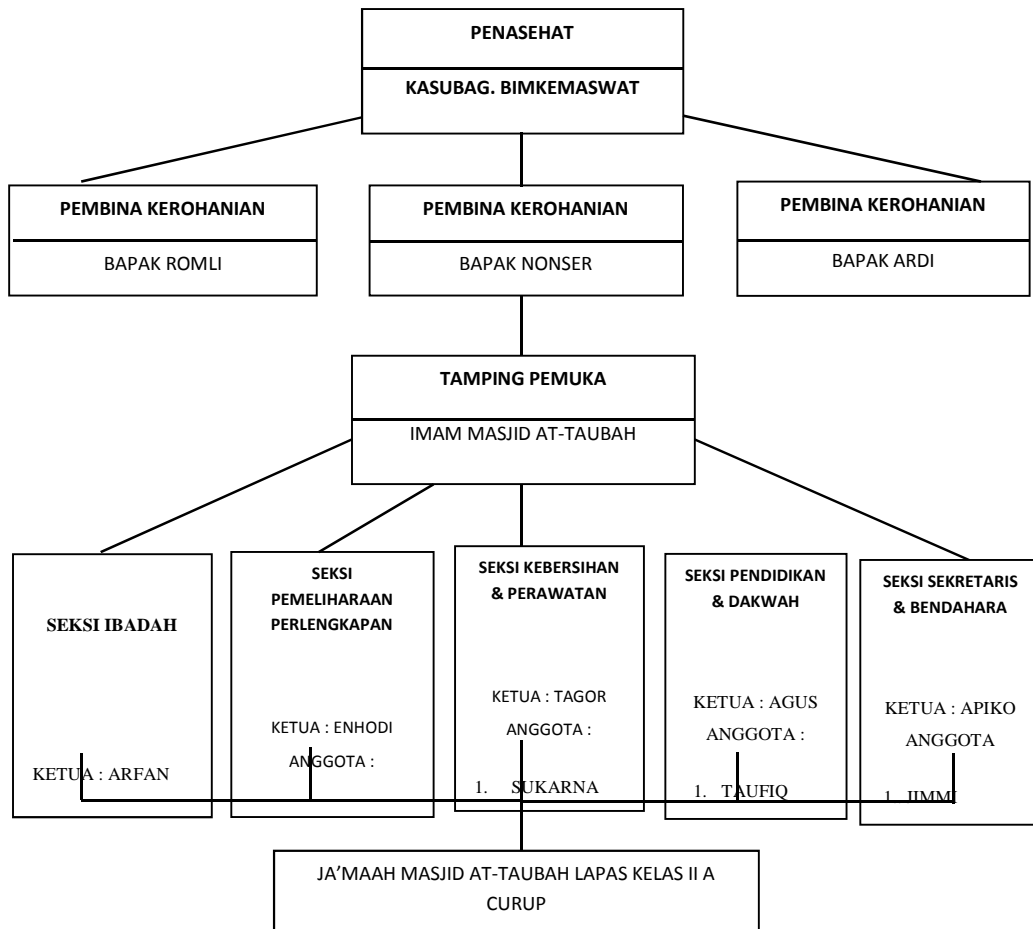 PENASEHAT
KASUBAG. BIMKEMASWAT
PEMBINA KEROHANIAN
BAPAK ROMLI
PEMBINA KEROHANIAN
BAPAK NONSER
PEMBINA KEROHANIAN
BAPAK ARDI
TAMPING PEMUKA
IMAM MASJID AT-TAUBAH
SEKSI IBADAH
KETUA : ARFAN
SEKSI
PEMELIHARAAN
PERLENGKAPAN
KETUA : ENHODI
ANGGOTA :
SEKSI KEBERSIHAN
& PERAWATAN
KETUA : TAGOR
ANGGOTA :
1. SUKARNA
SEKSI PENDIDIKAN
& DAKWAH
KETUA : AGUS
ANGGOTA :
1. TAUFIQ
SEKSI SEKRETARIS
& BENDAHARA
KETUA : APIKO
ANGGOTA
1. JIMMI
JA’MAAH MASJID AT-TAUBAH LAPAS KELAS II A
CURUP